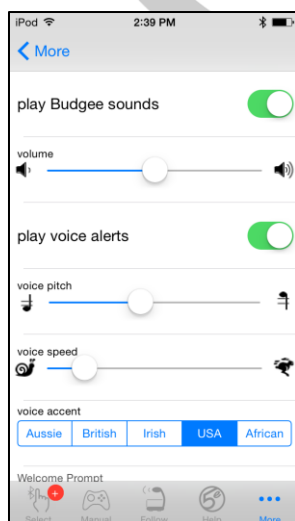 iPod 2:39 PM
More
play Budgee sounds
volume
play voice alerts
voice pitch
voice speed
voice accent
Aussie British Irish USA African
Welcome Prompt
Select Manual Follow Help More